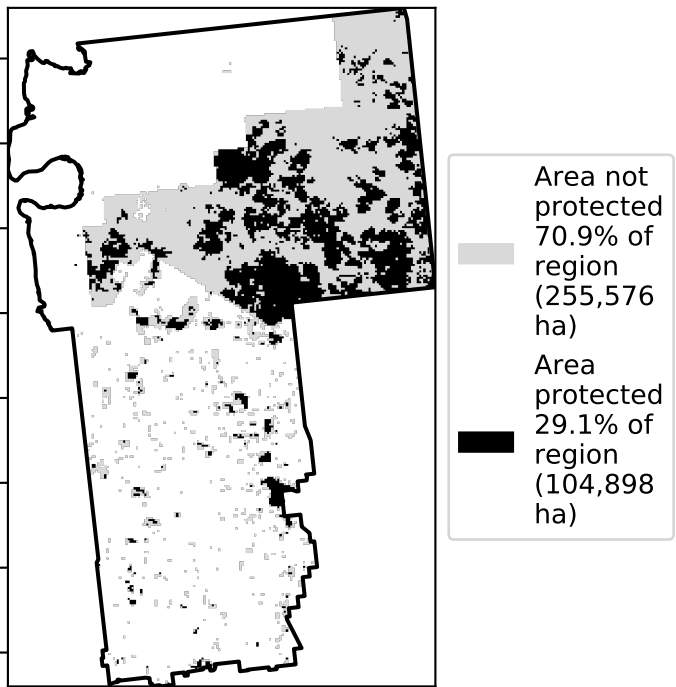 Area not
protected
70.9% of
region
(255,576
ha)
Area
protected
29.1% of
region
(104,898
ha)